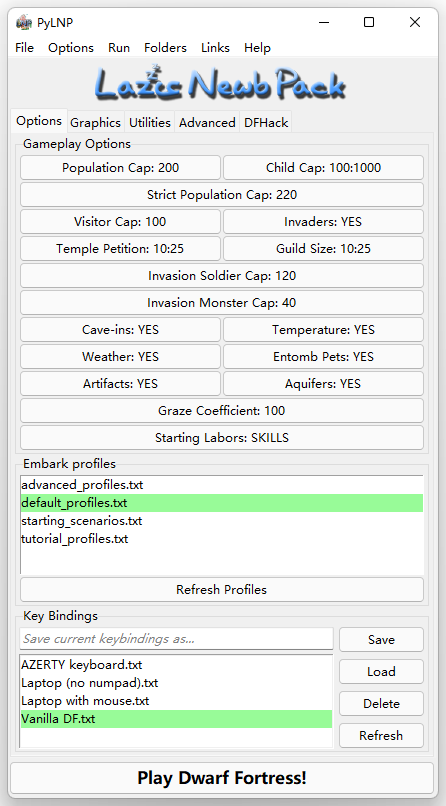 PyLNP
File Options Run Folders Links Help
Lazy Newb Pack
Options Graphics Utilities Advanced DFHack
Gameplay Options
Population Cap: 200 Child Cap: 100:1000
Strict Population Cap: 220
Visitor Cap: 100 Invaders: YES
Temple Petition: 10:25 Guild Size: 10:25
Invasion Soldier Cap: 120
Invasion Monster Cap: 40
Cave-ins: YES Temperature: YES
Weather: YES Entomb Pets: YES
Artifacts: YES Aquifers: YES
Graze Coefficient: 100
Starting Labors: SKILLS
Embark profiles
advanced_profiles.txt
default_profiles.txt
starting_scenarios.txt
tutorial_profiles.txt
Refresh Profiles
Key Bindings
Save current keybindings as... Save
AZERTY keyboard.txt Load
Laptop (no numpad).txt
Laptop with mouse.txt Delete
Vanilla DF.txt
Refresh
Play Dwarf Fortress!